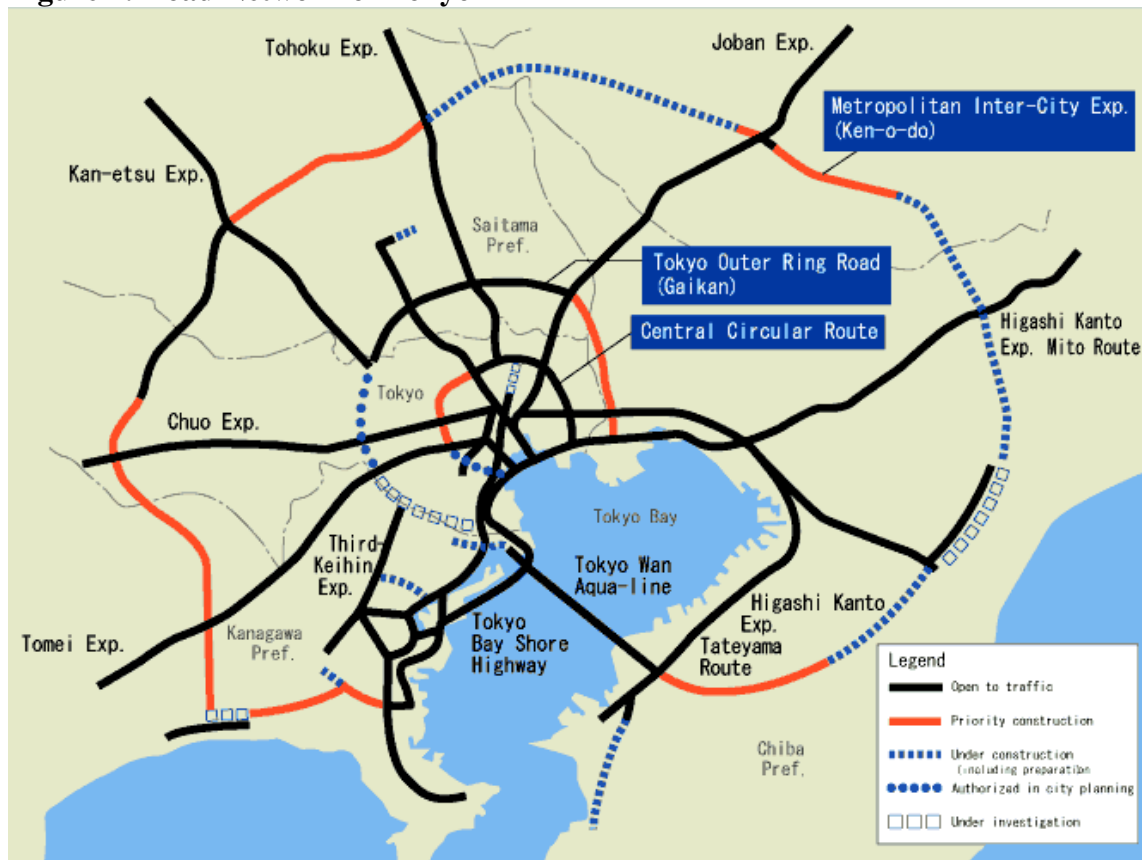 Tohoku Exp.
Joban Exp.
Metropolitan Inter-City Exp.
(Ken-o-do)
Kan-etsu Exp.
Saitama
Pref.
Tokyo Outer Ring Road
(Gaikan)
Central Circular Route
Higashi Kanto
Exp. Mito Route
Tokyo
Chuo Exp.
Tokyo Bay
Third-
Keihin
Exp.
Tokyo Wan
Aqua-line
Higashi Kanto
Exp.
Tateyama
Route
Tokyo
Bay Shore
Highway
Tomei Exp.
Kanagawa
Pref.
Chiba
Pref.
Legend
Open to traffic
Priority construction
Under construction
(including preparation
Authorized in city planning
Under investigation